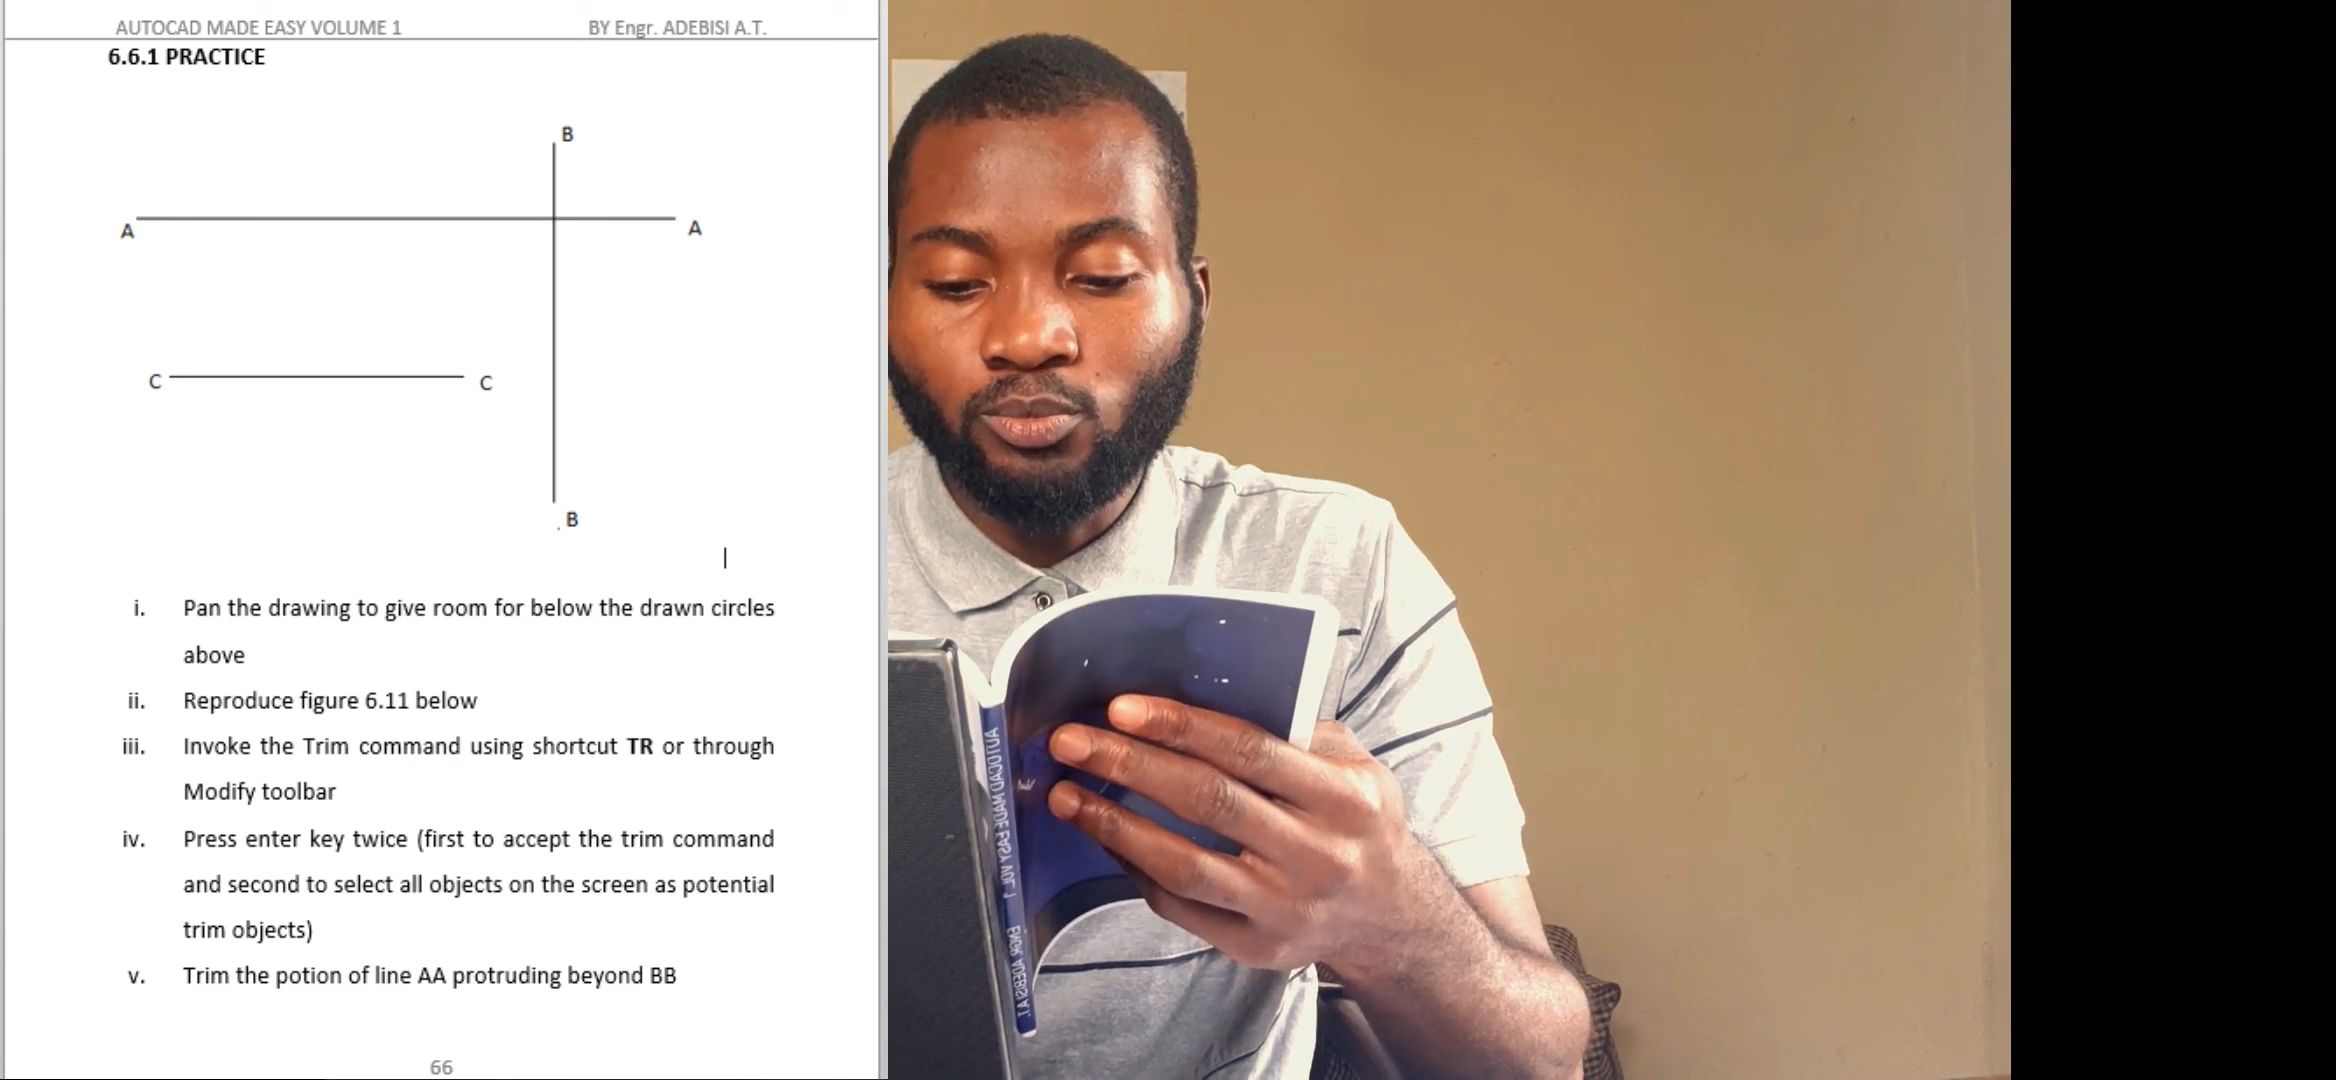 AUTOCAD MADE EASY VOLUME 1 BY Engr. ADEBISI A.T.
6.6.1 PRACTICE
B
A A
C C
B
i. Pan the drawing to give room for below the drawn circles
above
ii. Reproduce figure 6.11 below
iii. Invoke the Trim command using shortcut TR or through
Modify toolbar
iv. Press enter key twice (first to accept the trim command
and second to select all objects on the screen as potential
trim objects)
v. Trim the potion of line AA protruding beyond BB
66
AUTOCAD MADE EASY VOL. 1 ENGR ADEBISI A.T.